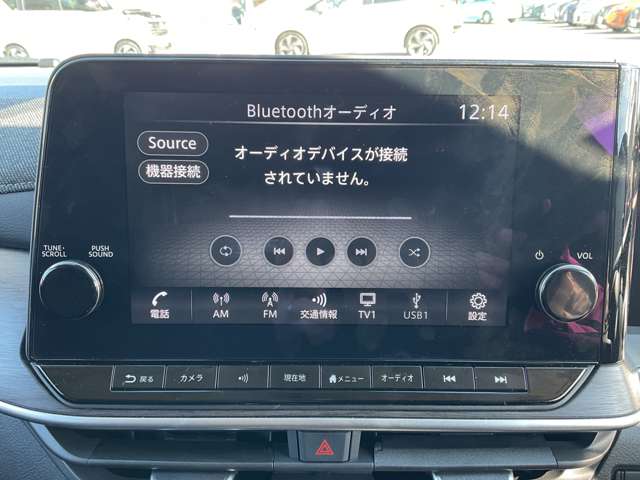 Bluetoothオーディオ
12:14
Source
機器接続
オーディオデバイスが接続
されていません。
TUNE・
SCROLL
PUSH
SOUND
VOL
電話
AM
FM
交通情報
TV1
USB1
設定
戻る
カメラ
現在地
メニュー
オーディオ